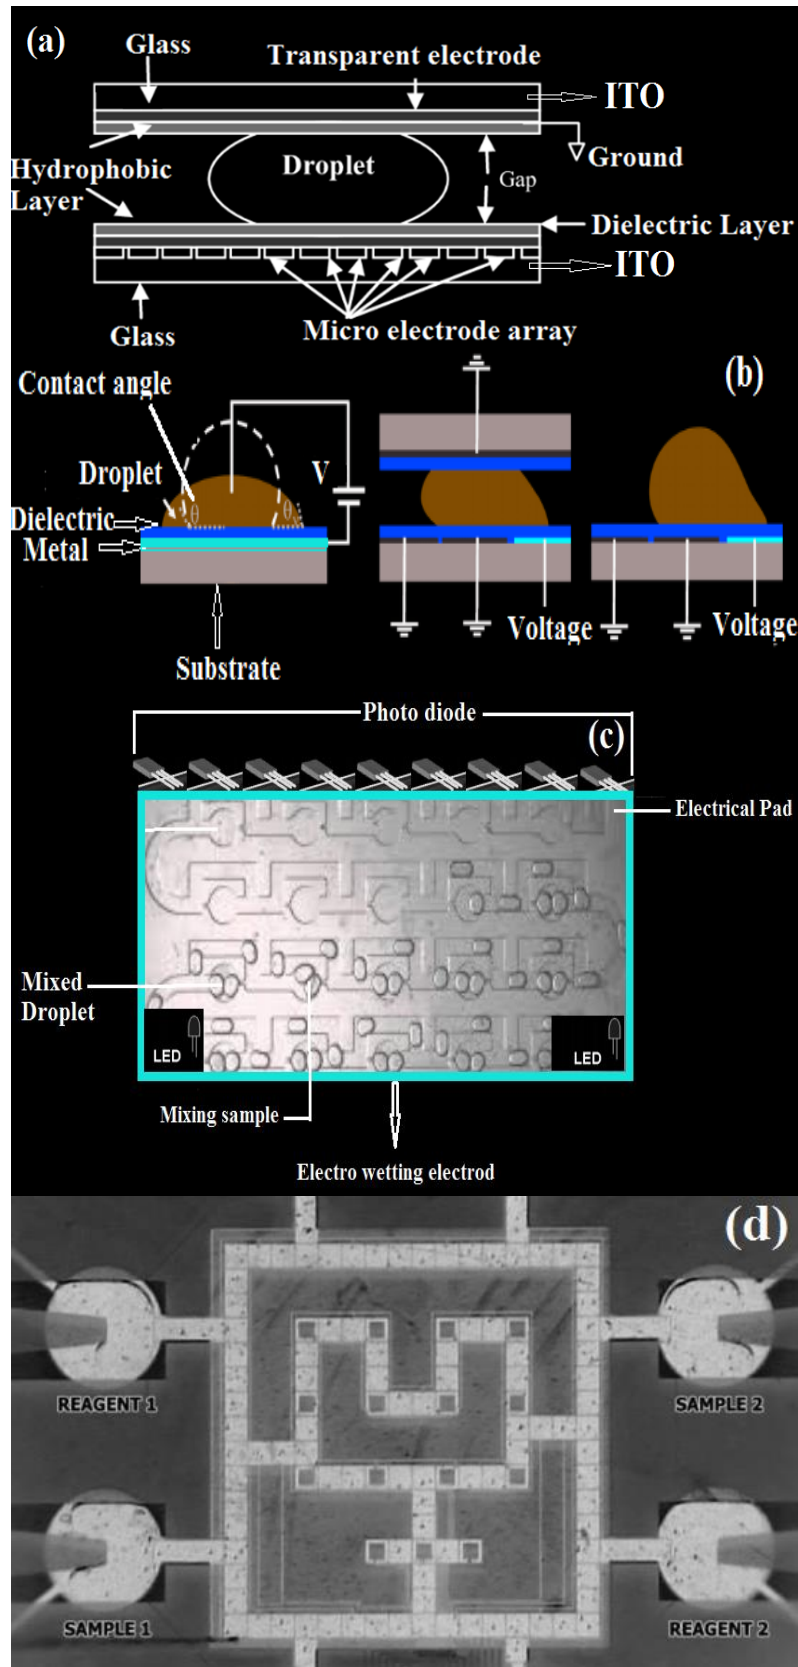 (a)
Glass
Transparent electrode
ITO
Hydrophobic
Layer
Droplet
Gap
Ground
Dielectric Layer
ITO
Glass
Micro electrode array
(b)
Contact angle
Droplet
θ
θ
V
Dielectric
Metal
Substrate
Voltage
Voltage
Photo diode
(c)
Electrical Pad
Mixed
Droplet
LED
LED
Mixing sample
Electro wetting electrod
(d)
REAGENT 1
SAMPLE 2
SAMPLE 1
REAGENT 2